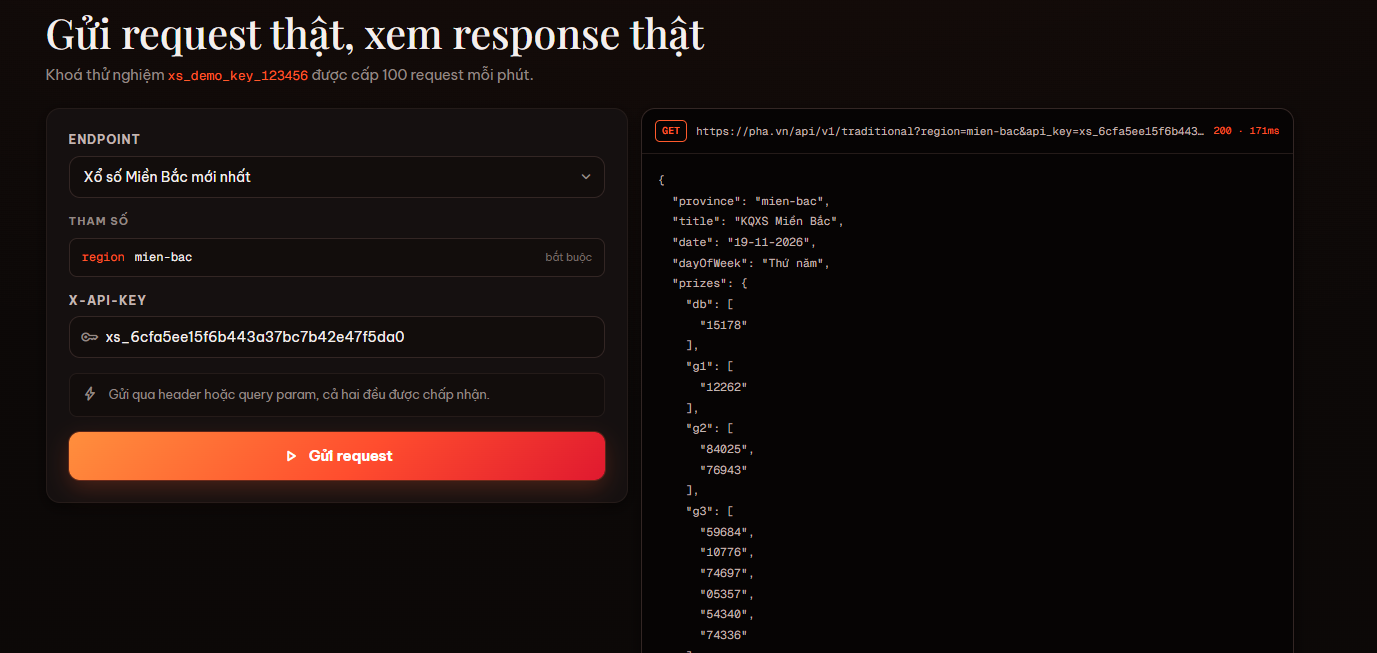 Gửi request thật, xem response thật
Khoá thử nghiệm xs_demo_key_123456 được cấp 100 request mỗi phút.
ENDPOINT
Xổ số Miền Bắc mới nhất
THAM SỐ
region mien-bac bắt buộc
X-API-KEY
xs_6cfa5ee15f6b443a37bc7b42e47f5da0
Gửi qua header hoặc query param, cả hai đều được chấp nhận.
Gửi request
GET https://pha.vn/api/v1/traditional?region=mien-bac&api_key=xs_6cfa5ee15f6b443… 200 · 171ms
{
"province": "mien-bac",
"title": "KQXS Miền Bắc",
"date": "19-11-2026",
"dayOfWeek": "Thứ năm",
"prizes": {
"db": [
"15178"
],
"g1": [
"12262"
],
"g2": [
"84025",
"76943"
],
"g3": [
"59684",
"10776",
"74697",
"05357",
"54340",
"74336"